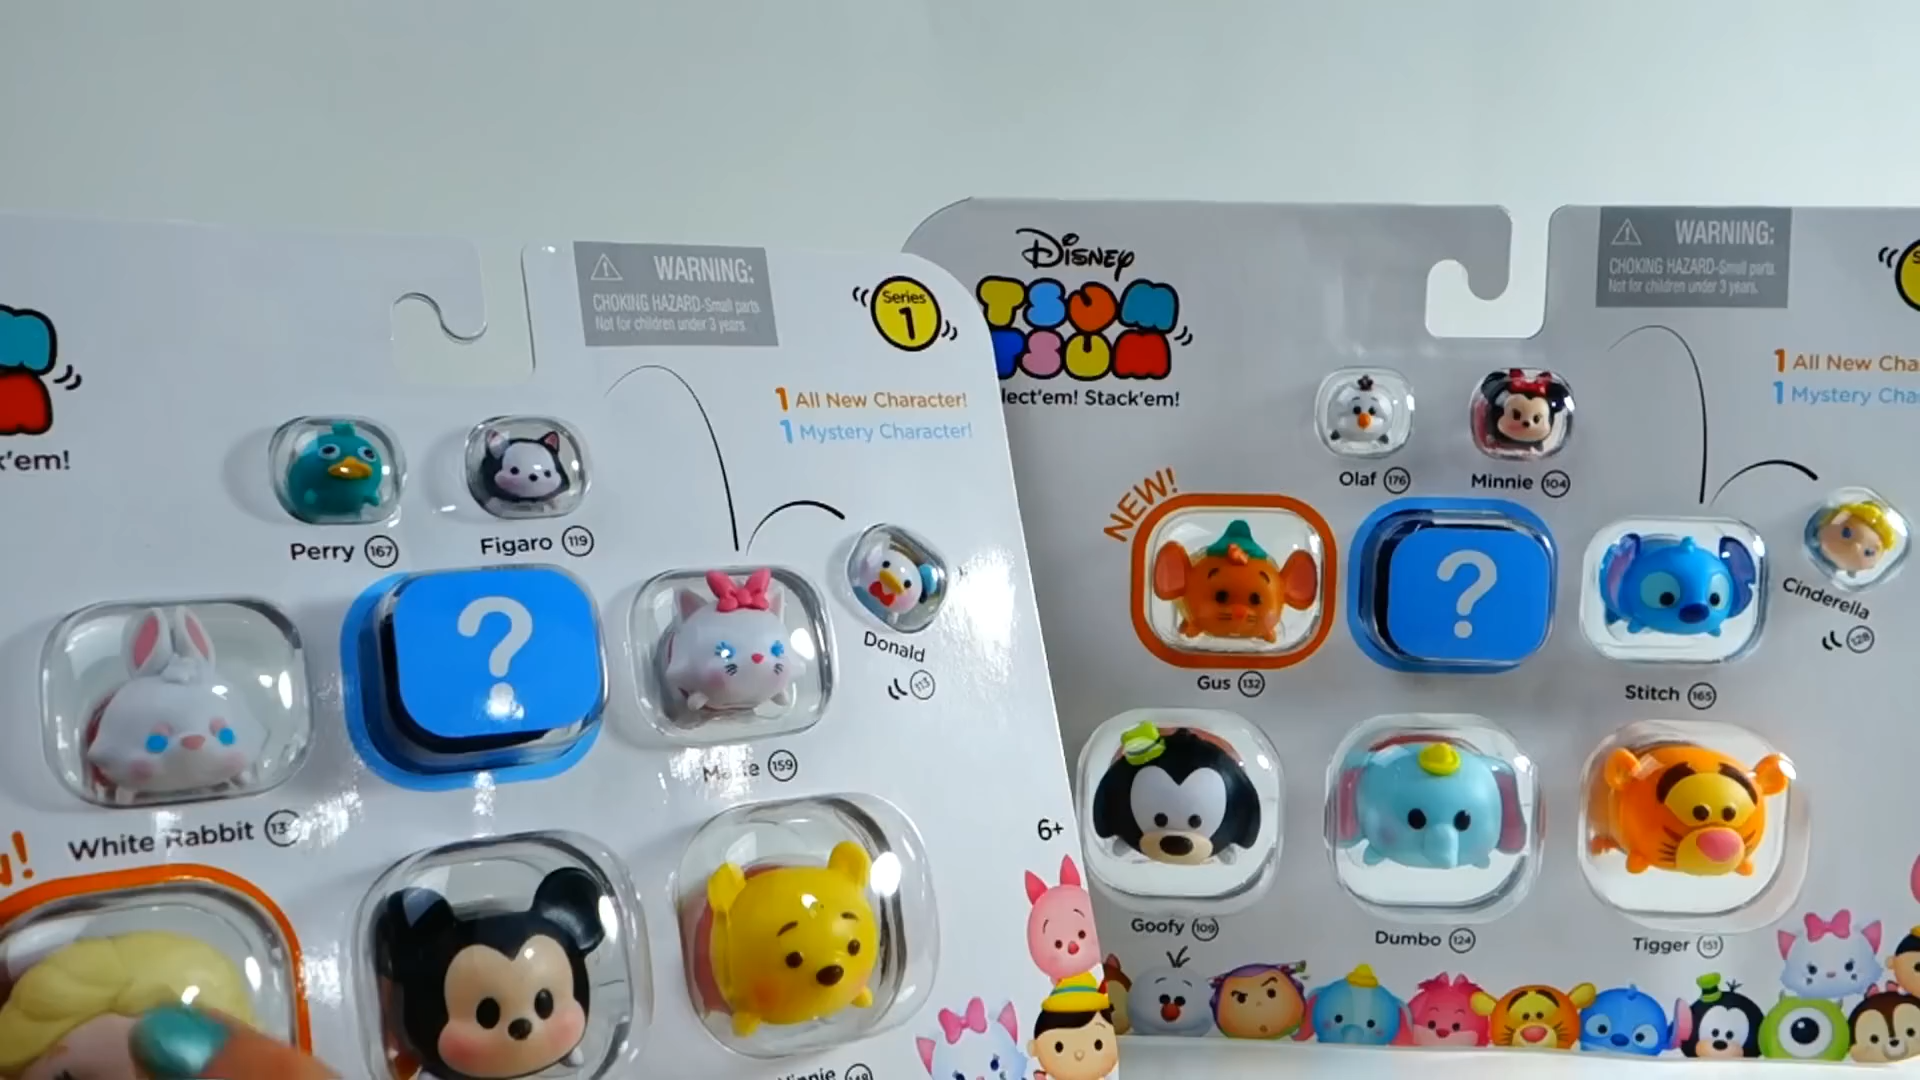 k'em!
WARNING:
CHOKING HAZARD-Small parts
Not for children under 3 years.
Series
1
1 All New Character!
1 Mystery Character!
Perry 167
Figaro 119
?
Donald
113
159
White Rabbit
6+
DISNEY
TSUM
TSUM
lect'em! Stack'em!
WARNING:
CHOKING HAZARD-Small parts.
Not for children under 3 years.
1 All New Cha
1 Mystery Cha
Olaf 176
Minnie 104
NEW!
?
Cinderella
128
Gus 132
Stitch 165
Goofy 109
Dumbo 124
Tigger 151